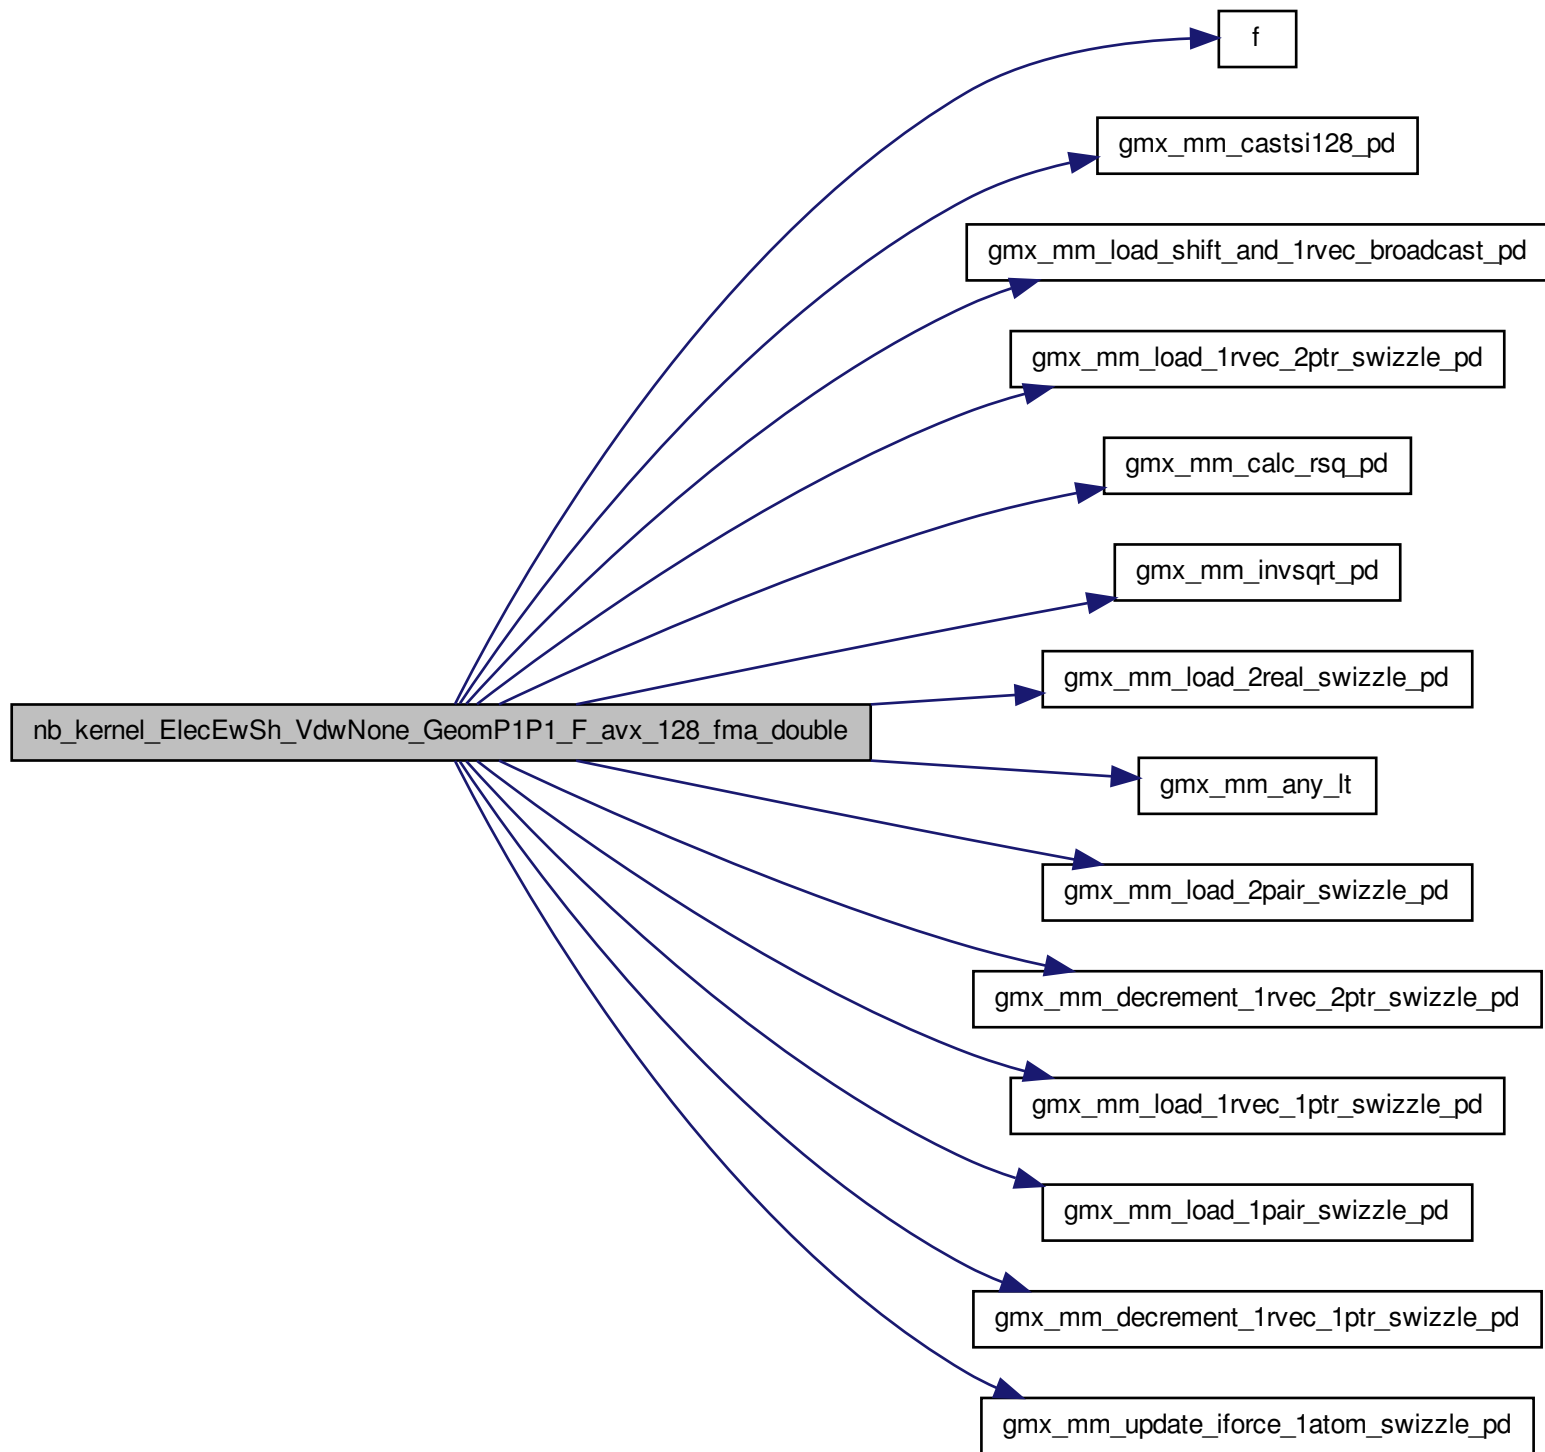 f
gmx_mm_castsi128_pd
gmx_mm_load_shift_and_1rvec_broadcast_pd
gmx_mm_load_1rvec_2ptr_swizzle_pd
gmx_mm_calc_rsq_pd
gmx_mm_invsqrt_pd
gmx_mm_load_2real_swizzle_pd
nb_kernel_ElecEwSh_VdwNone_GeomP1P1_F_avx_128_fma_double
gmx_mm_any_lt
gmx_mm_load_2pair_swizzle_pd
gmx_mm_decrement_1rvec_2ptr_swizzle_pd
gmx_mm_load_1rvec_1ptr_swizzle_pd
gmx_mm_load_1pair_swizzle_pd
gmx_mm_decrement_1rvec_1ptr_swizzle_pd
gmx_mm_update_iforce_1atom_swizzle_pd